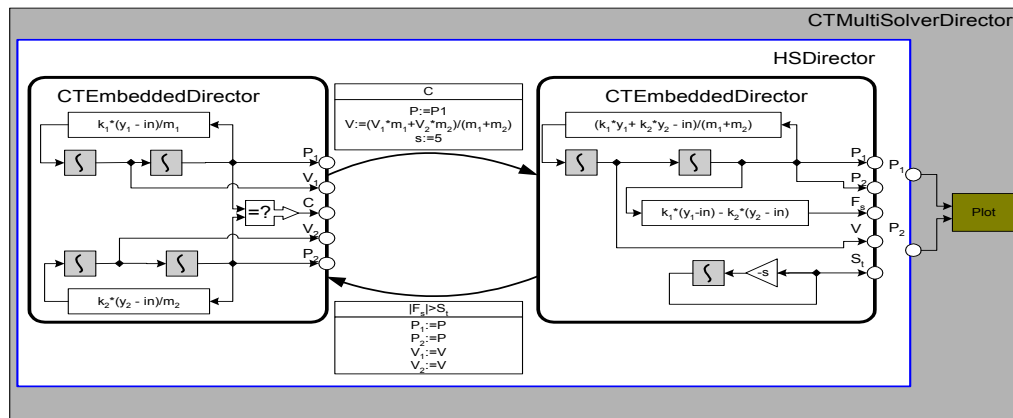 CTMultiSolverDirector
HSDirector
CTEmbeddedDirector
k₁*(y₁ - in)/m₁
∫ ∫
P₁
V₁
=?
C
V₂
∫ ∫
P₂
k₂*(y₂ - in)/m₂
C
P:=P1
V:=(V₁*m₁+V₂*m₂)/(m₁+m₂)
s:=5
|Fₛ|>Sₜ
P₁:=P
P₂:=P
V₁:=V
V₂:=V
CTEmbeddedDirector
(k₁*y₁+ k₂*y₂ - in)/(m₁+m₂)
∫ ∫
P₁
P₂
k₁*(y₁-in) - k₂*(y₂ - in)
Fₛ
V
∫ -s
Sₜ
P₁
P₂
Plot